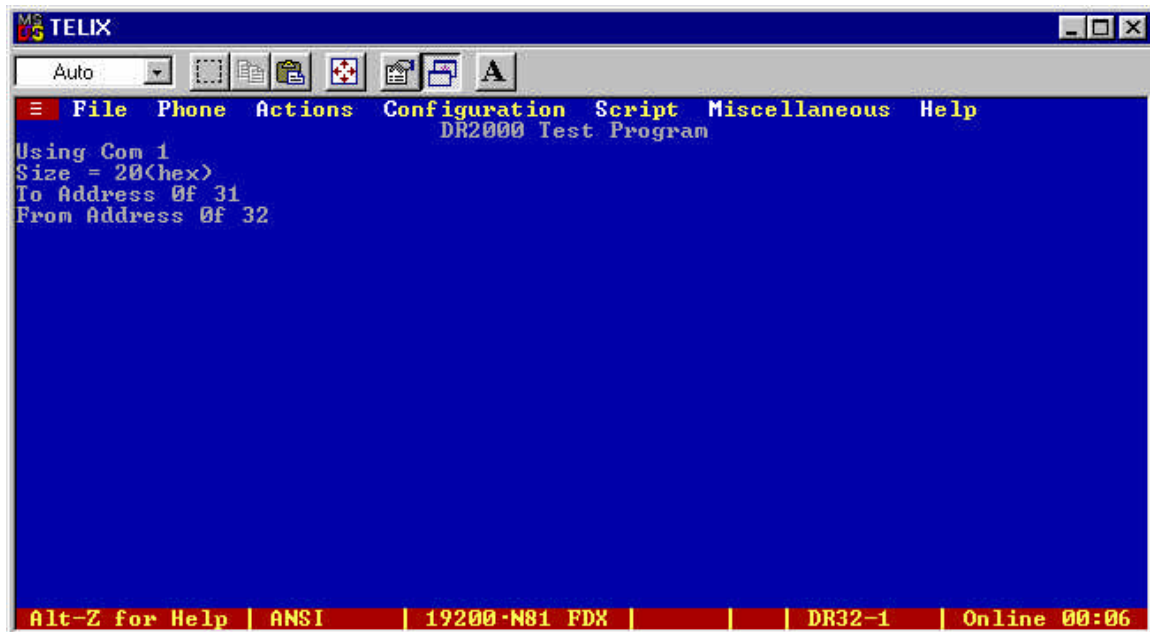 TELIX
Auto A
≡ File Phone Actions Configuration Script Miscellaneous Help
DR2000 Test Program
Using Com 1
Size = 20(hex)
To Address 0f 31
From Address 0f 32
Alt-Z for Help | ANSI | 19200·N81 FDX | | | DR32-1 | Online 00:06